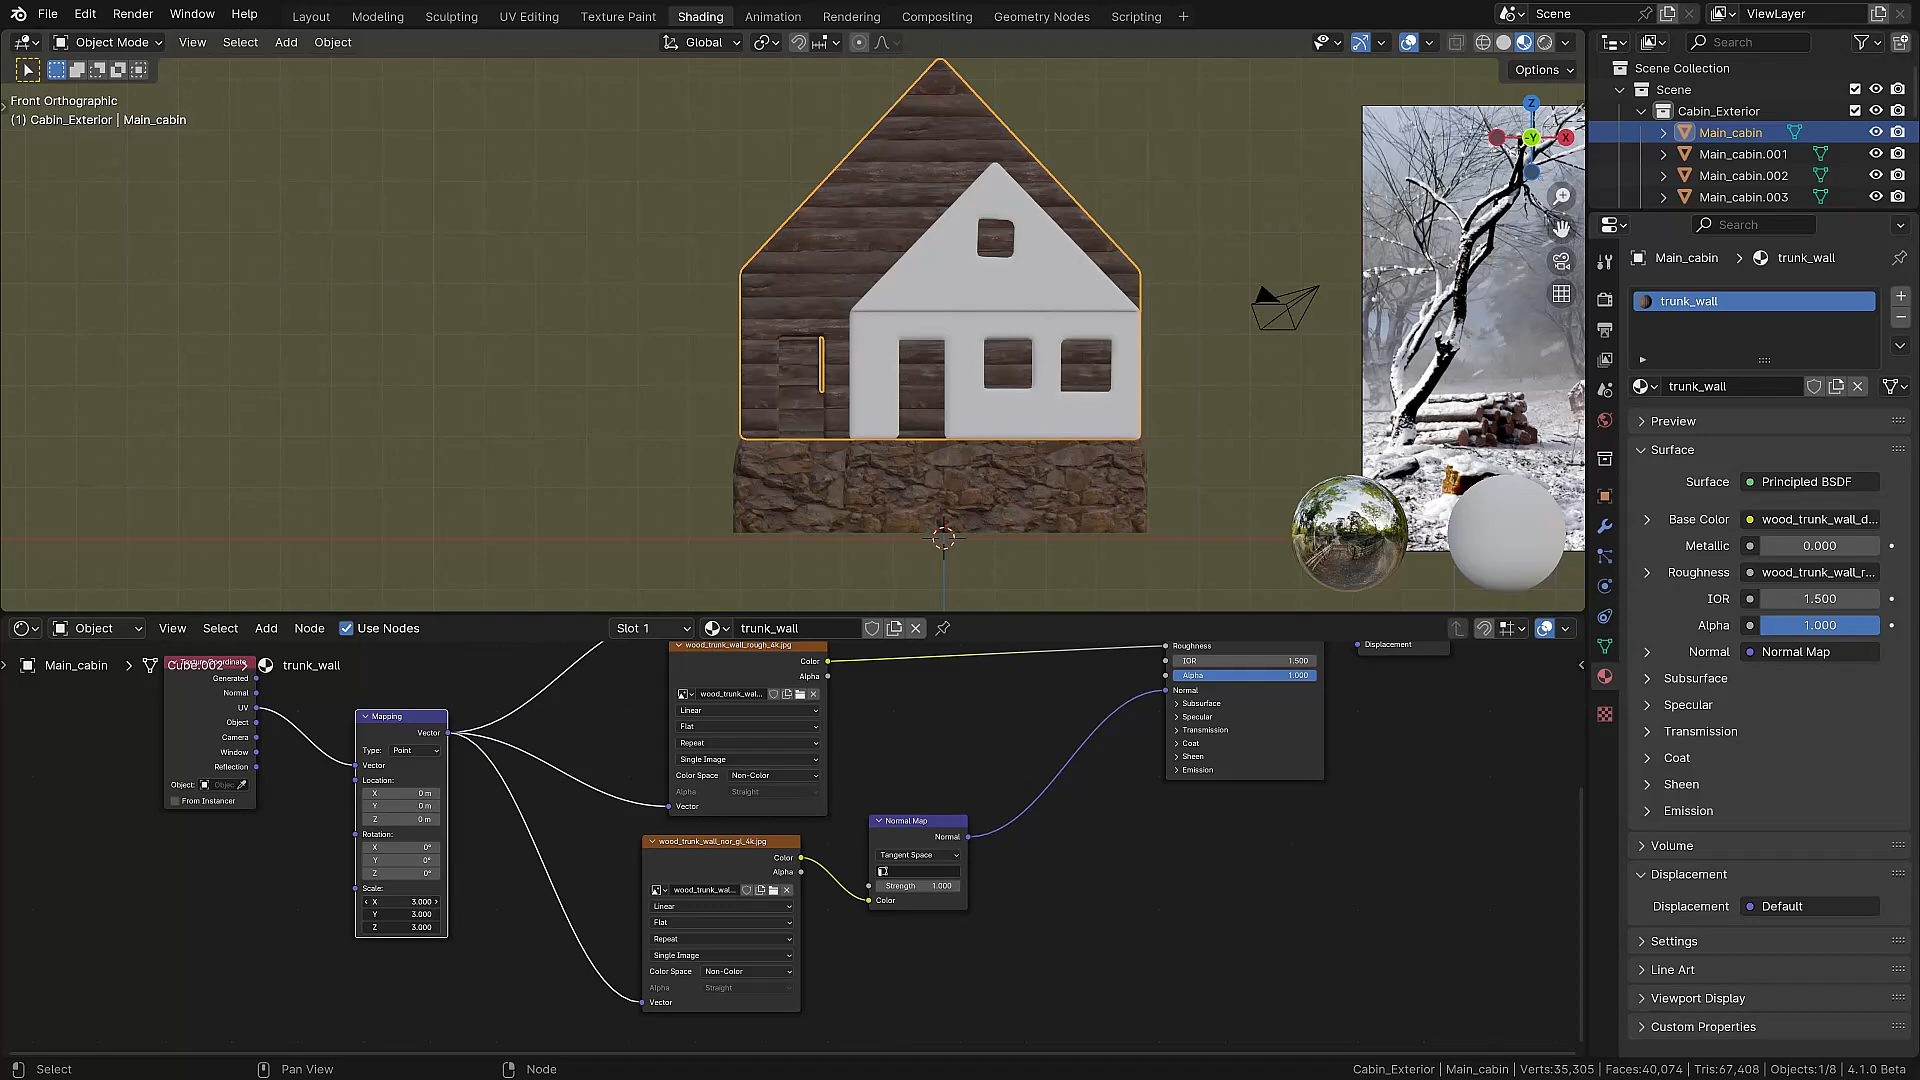 File Edit Render Window Help Layout Modeling Sculpting UV Editing Texture Paint Shading Animation Rendering Compositing Geometry Nodes Scripting Scene ViewLayer
Object Mode View Select Add Object Global Search
Options
Scene Collection
Scene
Cabin_Exterior
Main_cabin
Main_cabin.001
Main_cabin.002
Main_cabin.003
Front Orthographic
(1) Cabin_Exterior | Main_cabin
Z
-Y
X
Search
Main_cabin trunk_wall
trunk_wall
trunk_wall
Preview
Surface
Surface Principled BSDF
Base Color wood_trunk_wall_d...
Metallic 0.000
Roughness wood_trunk_wall_r...
IOR 1.500
Alpha 1.000
Normal Normal Map
Subsurface
Specular
Transmission
Coat
Sheen
Emission
Volume
Displacement
Displacement Default
Settings
Line Art
Viewport Display
Custom Properties
Object View Select Add Node Use Nodes Slot 1 trunk_wall
Main_cabin Cube.002 trunk_wall
Texture Coordinate
Generated
Normal
UV
Object
Camera
Window
Reflection
Object: Objec
From Instancer
Mapping
Vector
Type: Point
Vector
Location:
X 0 m
Y 0 m
Z 0 m
Rotation:
X 0°
Y 0°
Z 0°
Scale:
X 3.000
Y 3.000
Z 3.000
wood_trunk_wall_rough_4k.jpg
Color
Alpha
wood_trunk_wal...
Linear
Flat
Repeat
Single Image
Color Space Non-Color
Alpha Straight
Vector
wood_trunk_wall_nor_gl_4k.jpg
Color
Alpha
wood_trunk_wal...
Linear
Flat
Repeat
Single Image
Color Space Non-Color
Alpha Straight
Vector
Normal Map
Normal
Tangent Space
Strength 1.000
Color
Roughness
IOR 1.500
Alpha 1.000
Normal
Subsurface
Specular
Transmission
Coat
Sheen
Emission
Displacement
Select Pan View Node Cabin_Exterior | Main_cabin | Verts:35,305 | Faces:40,074 | Tris:67,408 | Objects:1/8 | 4.1.0 Beta